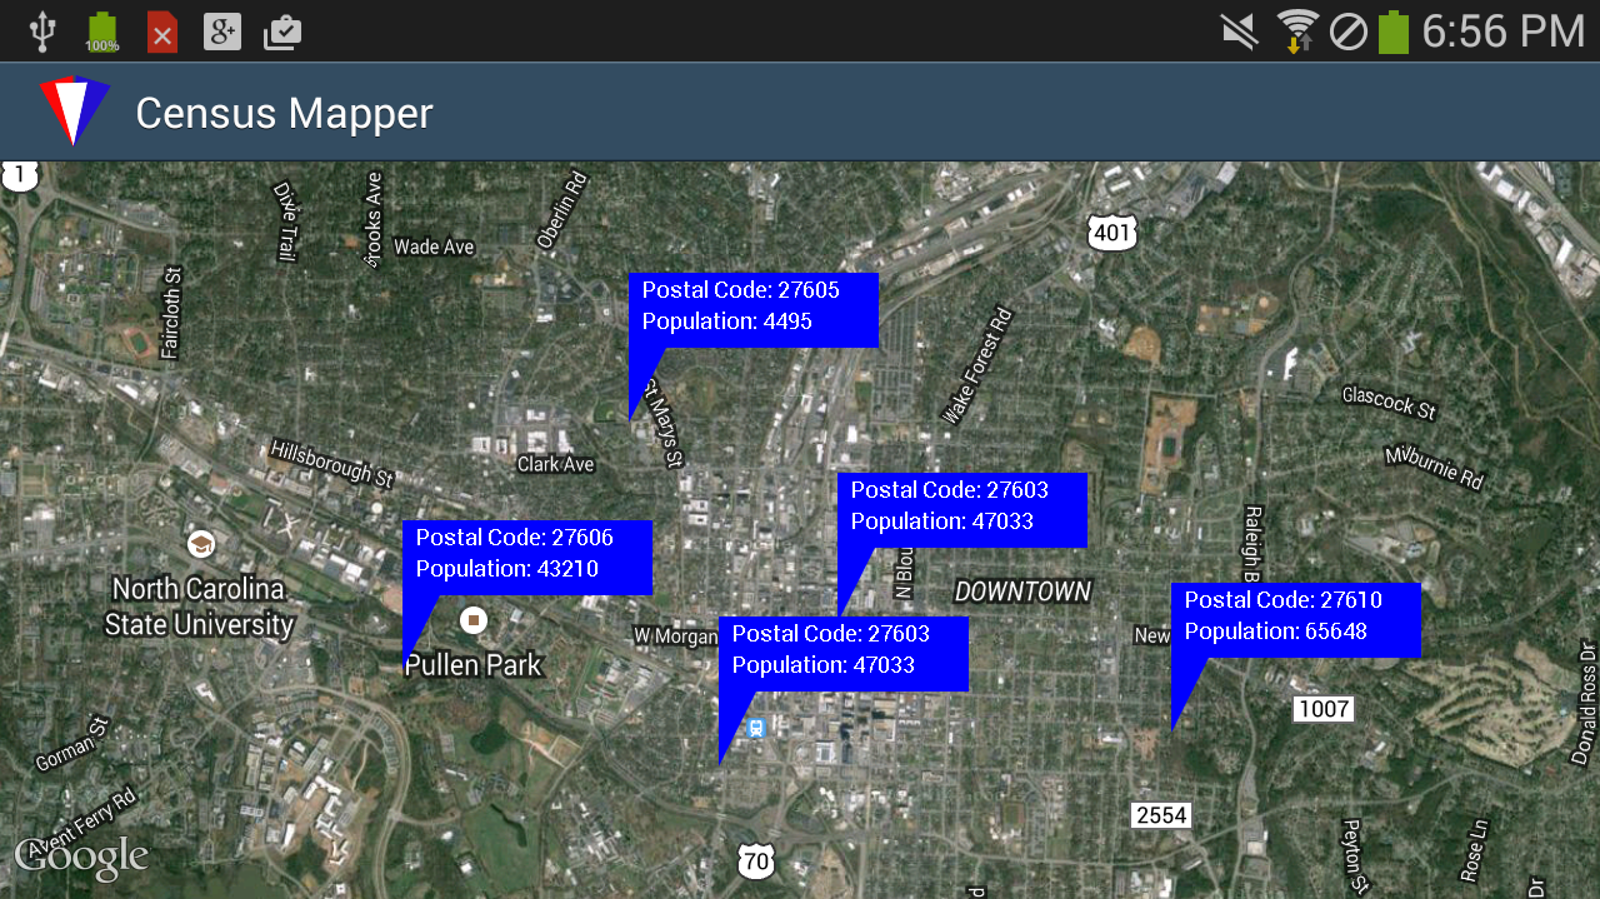 100%
g+
6:56 PM
Census Mapper
1
Dixie Trail
Brooks Ave
Oberlin Rd
Wade Ave
401
Faircloth St
Postal Code: 27605
Population: 4495
Wake Forest Rd
St Marys St
Glascock St
Hillsborough St
Clark Ave
Milburnie Rd
Postal Code: 27603
Population: 47033
Postal Code: 27606
Population: 43210
N Blou
Raleigh B
North Carolina
State University
DOWNTOWN
Postal Code: 27610
Population: 65648
W Morgan
Postal Code: 27603
Population: 47033
New
Pullen Park
1007
Donald Ross Dr
Gorman St
Avent Ferry Rd
2554
Google
70
Peyton St
Rose Ln
Dr